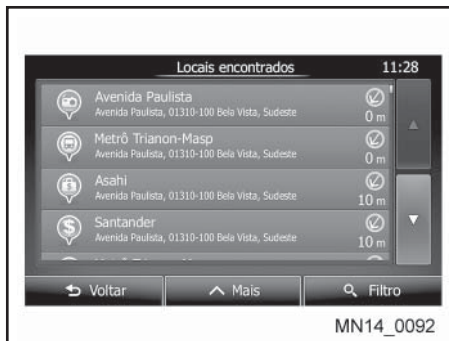 Locais encontrados 11:28
Avenida Paulista
Avenida Paulista, 01310-100 Bela Vista, Sudeste
0 m
Metrô Trianon-Masp
Avenida Paulista, 01310-100 Bela Vista, Sudeste
0 m
Asahi
Avenida Paulista, 01310-100 Bela Vista, Sudeste
10 m
Santander
Avenida Paulista, 01310-100 Bela Vista, Sudeste
10 m
Voltar Mais Filtro
MN14_0092